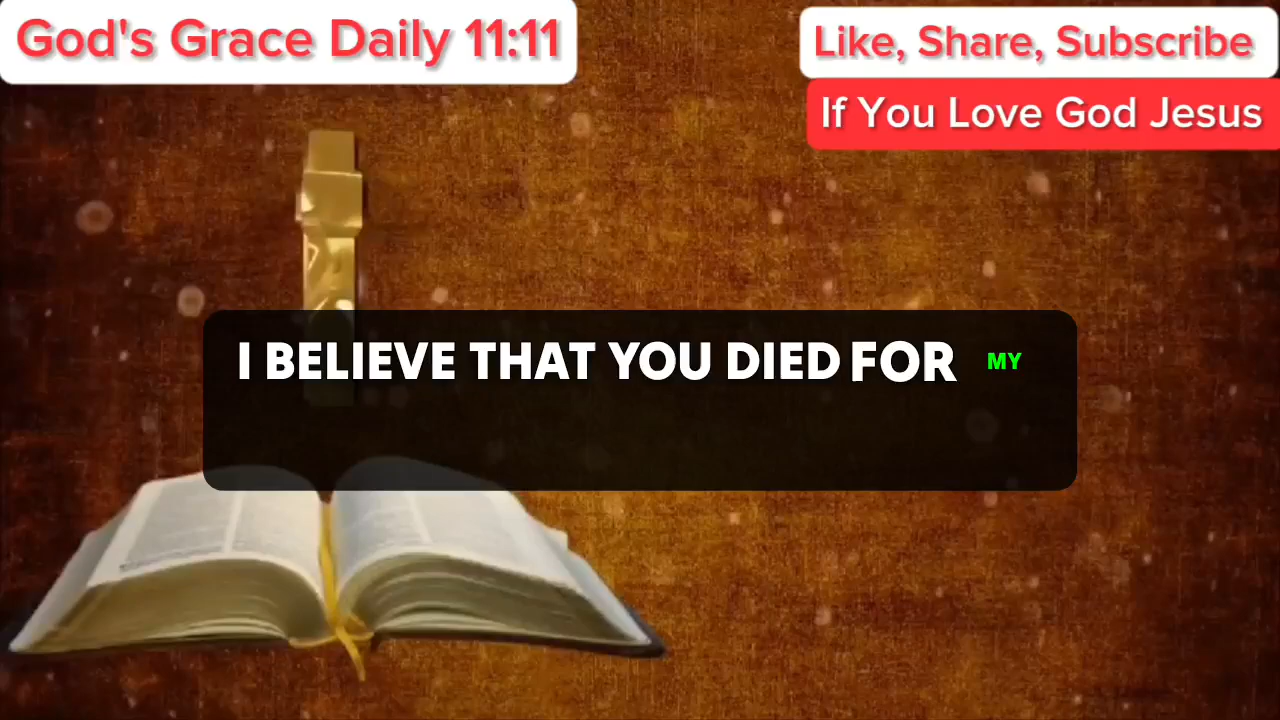 God's Grace Daily 11:11
Like, Share, Subscribe
If You Love God Jesus
I BELIEVE THAT YOU DIED FOR MY